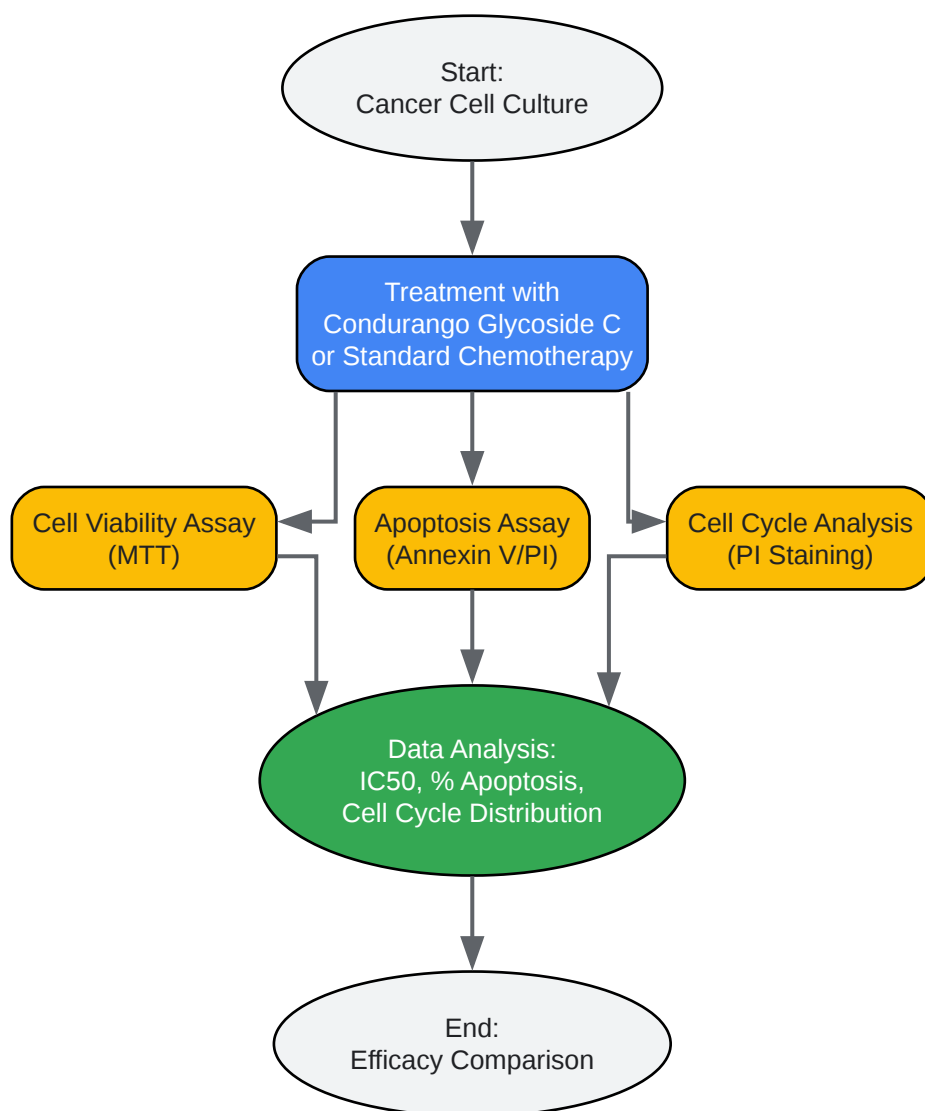 Start:
Cancer Cell Culture
Treatment with
Condurango Glycoside C
or Standard Chemotherapy
Cell Viability Assay
(MTT)
Apoptosis Assay
(Annexin V/PI)
Cell Cycle Analysis
(PI Staining)
Data Analysis:
IC50, % Apoptosis,
Cell Cycle Distribution
End:
Efficacy Comparison